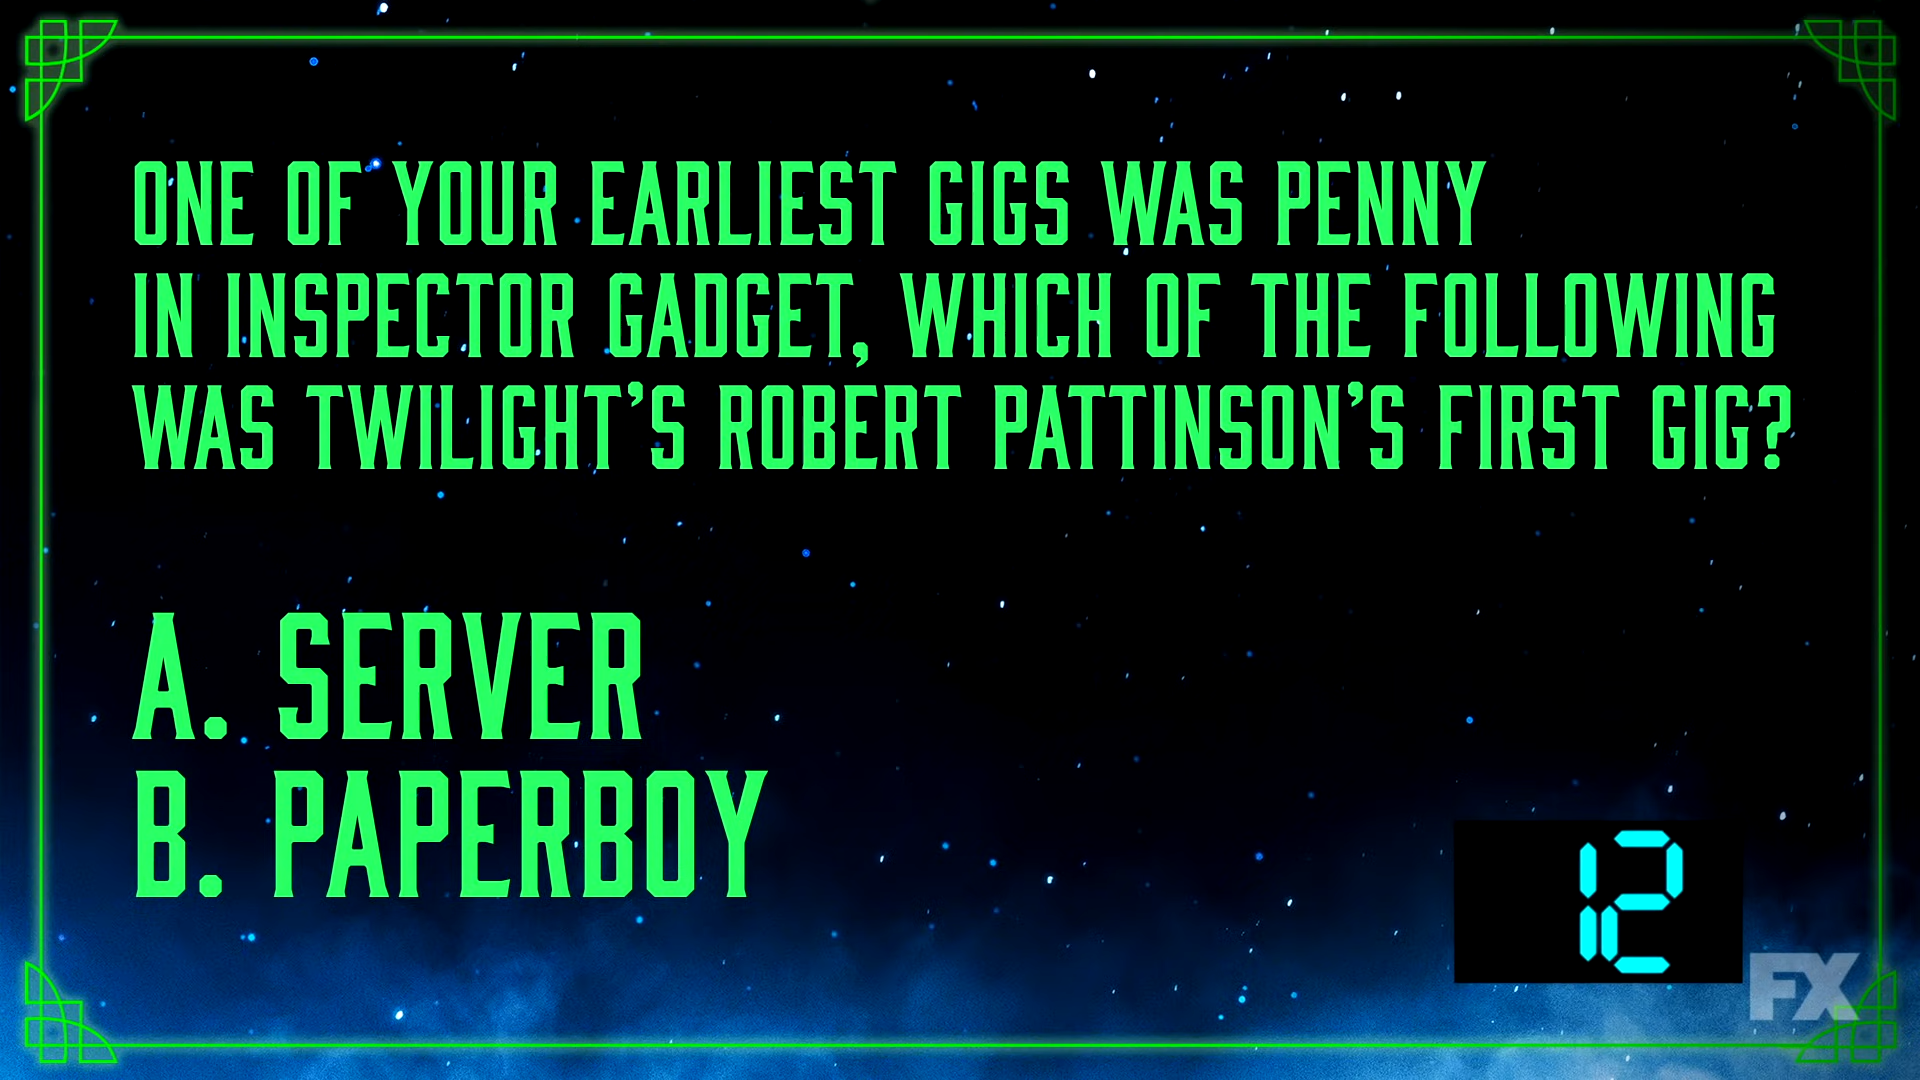 ONE OF YOUR EARLIEST GIGS WAS PENNY
IN INSPECTOR GADGET, WHICH OF THE FOLLOWING
WAS TWILIGHT'S ROBERT PATTINSON'S FIRST GIG?
A. SERVER
B. PAPERBOY
12
FX